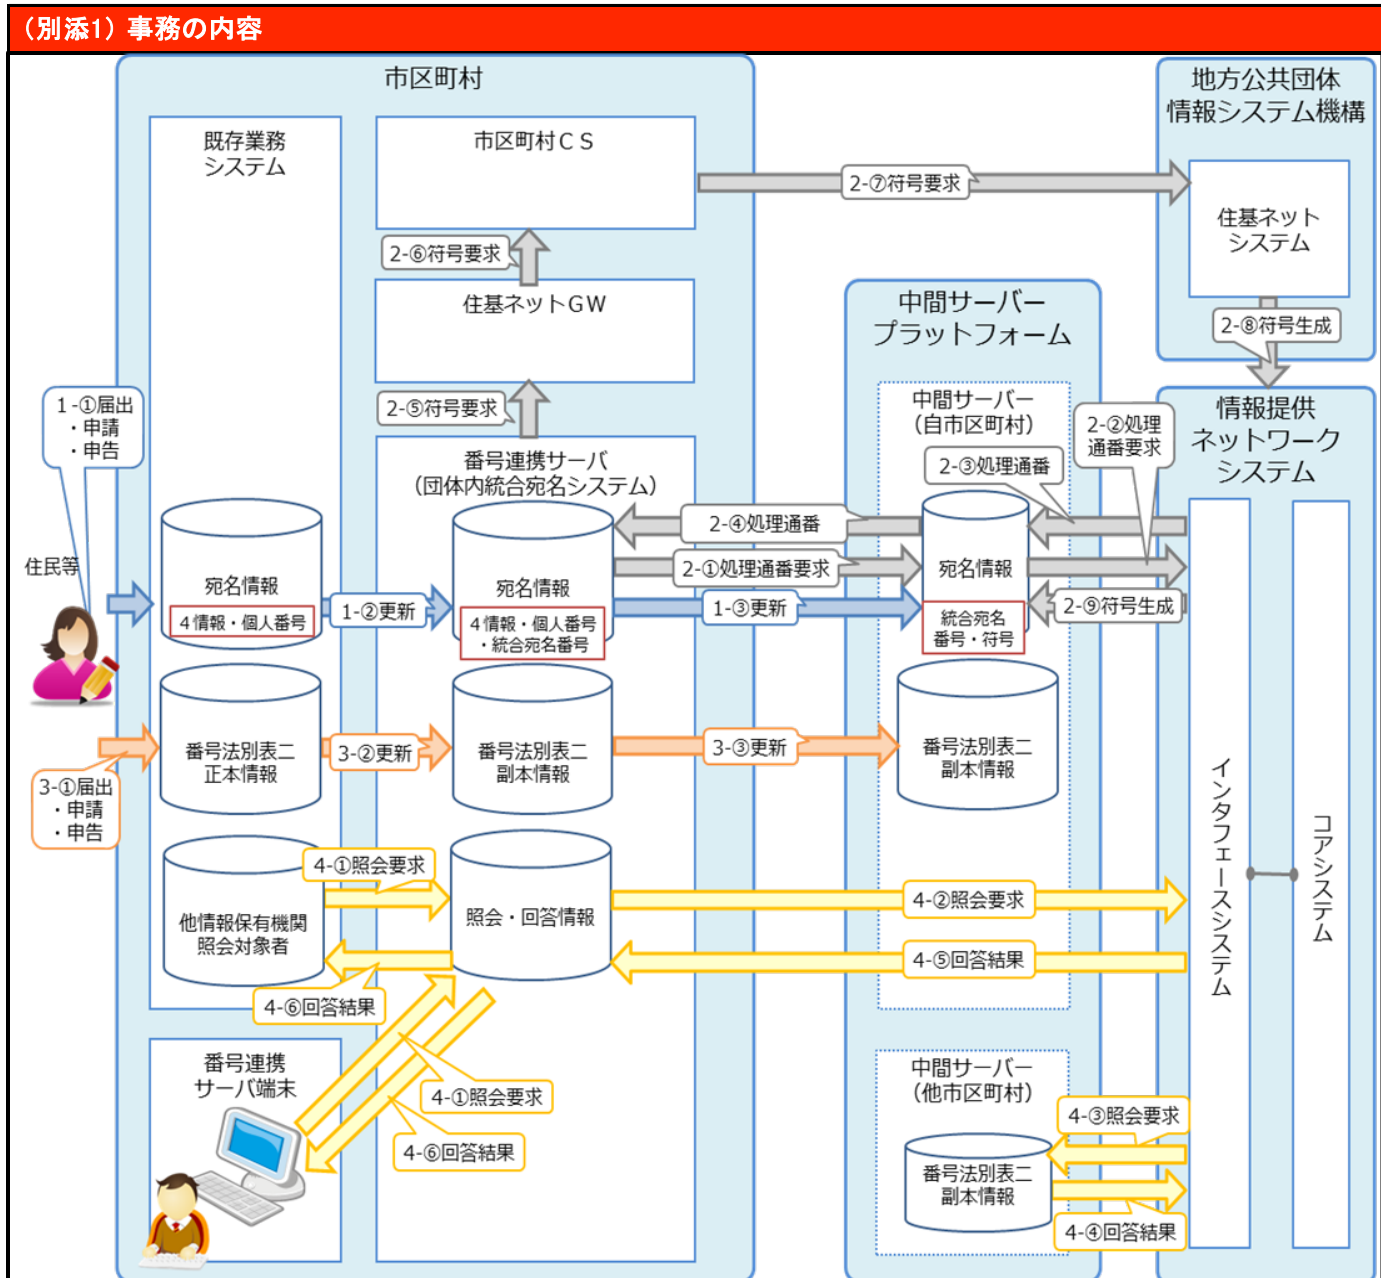 （別添1）事務の内容
市区町村
既存業務
システム
市区町村ＣＳ
2-⑥符号要求
住基ネットＧＷ
2-⑤符号要求
番号連携サーバ
（団体内統合宛名システム）
2-⑦符号要求
地方公共団体
情報システム機構
住基ネット
システム
2-⑧符号生成
中間サーバー
プラットフォーム
中間サーバー
（自市区町村）
情報提供
ネットワーク
システム
2-②処理
通番要求
2-③処理通番
2-④処理通番
2-①処理通番要求
1-①届出
・申請
・申告
住民等
宛名情報
４情報・個人番号
1-②更新
宛名情報
４情報・個人番号
・統合宛名番号
1-③更新
宛名情報
統合宛名
番号・符号
2-⑨符号生成
3-①届出
・申請
・申告
番号法別表二
正本情報
3-②更新
番号法別表二
副本情報
3-③更新
番号法別表二
副本情報
インタフェースシステム
コアシステム
他情報保有機関
照会対象者
4-①照会要求
照会・回答情報
4-②照会要求
4-⑤回答結果
4-⑥回答結果
番号連携
サーバ端末
4-①照会要求
4-⑥回答結果
中間サーバー
（他市区町村）
4-③照会要求
番号法別表二
副本情報
4-④回答結果